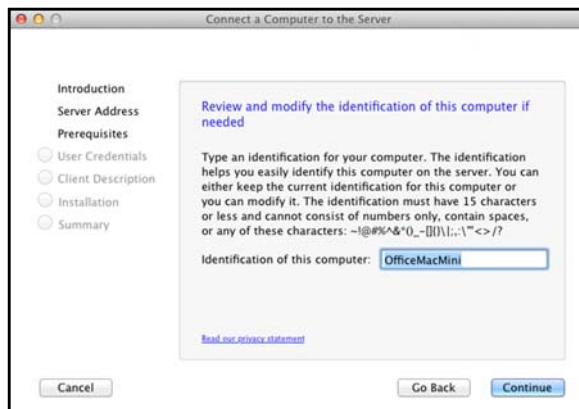 Connect a Computer to the Server
Introduction
Server Address
Prerequisites
User Credentials
Client Description
Installation
Summary
Review and modify the identification of this computer if
needed
Type an identification for your computer. The identification
helps you easily identify this computer on the server. You can
either keep the current identification for this computer or
you can modify it. The identification must have 15 characters
or less and cannot consist of numbers only, contain spaces,
or any of these characters: ~!@#%^&*()_~[]{}\|;,:\'"<>/?
Identification of this computer: OfficeMacMini
Read our privacy statement
Cancel
Go Back
Continue